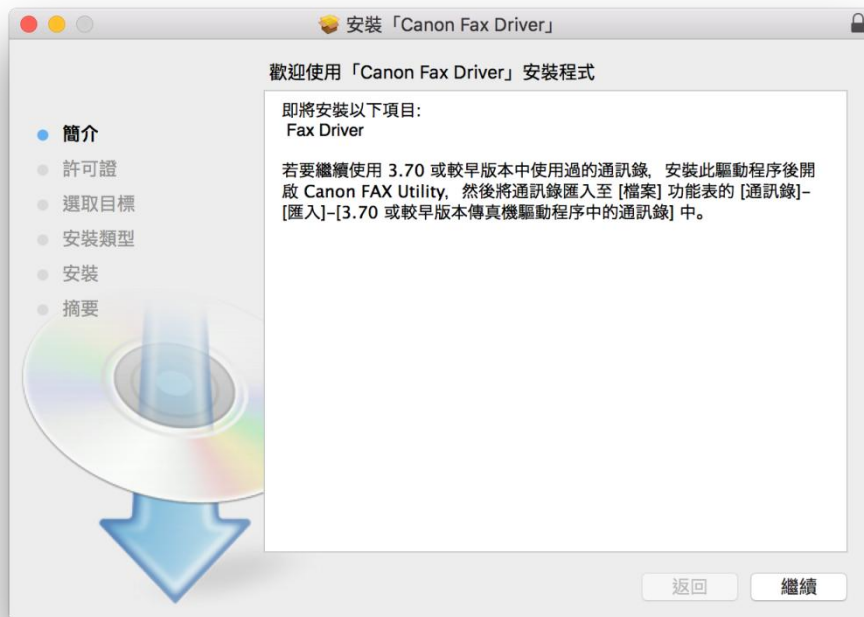 安裝「Canon Fax Driver」
歡迎使用「Canon Fax Driver」安裝程式
簡介
許可證
選取目標
安裝類型
安裝
摘要
即將安裝以下項目:
Fax Driver
若要繼續使用 3.70 或較早版本中使用過的通訊錄，安裝此驅動程序後開
啟 Canon FAX Utility，然後將通訊錄匯入至 [檔案] 功能表的 [通訊錄]-
[匯入]-[3.70 或較早版本傳真機驅動程序中的通訊錄] 中。
返回
繼續